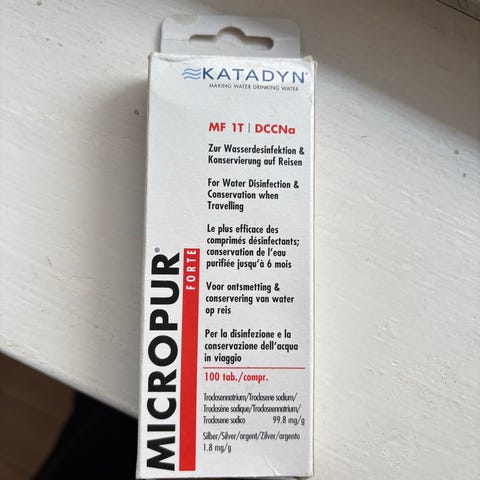 KATADYN®
MAKING WATER DRINKING WATER
MF 1T | DCCNa
Zur Wasserdesinfektion &
Konservierung auf Reisen
For Water Disinfection &
Conservation when
Travelling
Le plus efficace des
comprimés désinfectants;
conservation de l'eau
purifiée jusqu'à 6 mois
Voor ontsmetting &
conservering van water
op reis
Per la disinfezione e la
conservazione dell'acqua
in viaggio
100 tab./compr.
Troclosennatrium/Troclosene sodium/
Troclosène sodique/Trocloseennatrium/
Troclosene sodico 99.8 mg/g
Silber/Silver/argent/Zilver/argento
1.8 mg/g
MICROPUR®
FORTE